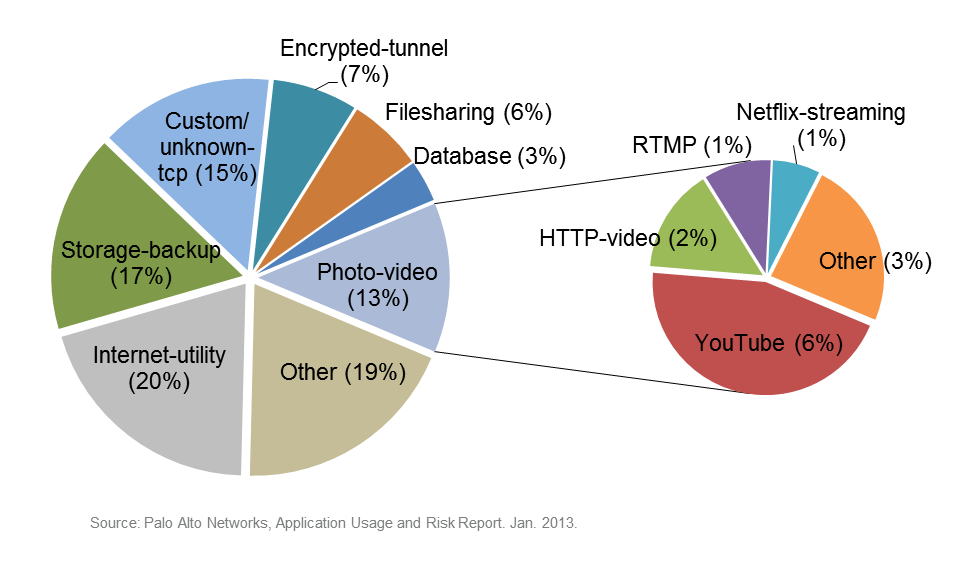 Encrypted-tunnel
(7%)
Filesharing (6%)
Database (3%)
Custom/
unknown-
tcp (15%)
Storage-backup
(17%)
Photo-video
(13%)
Internet-utility
(20%)
Other (19%)
Netflix-streaming
(1%)
RTMP (1%)
HTTP-video (2%)
Other (3%)
YouTube (6%)
Source: Palo Alto Networks, Application Usage and Risk Report. Jan. 2013.